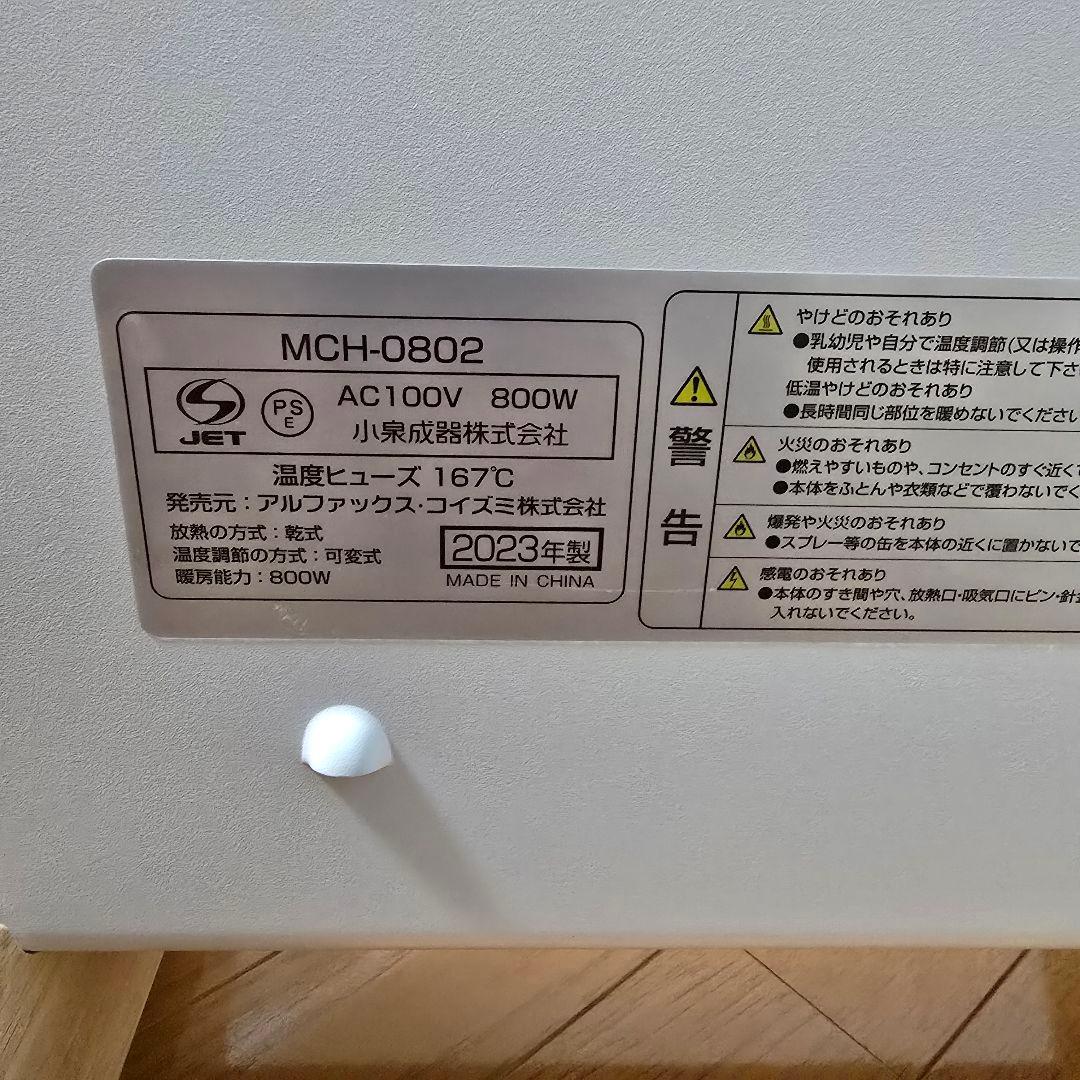 MCH-0802
JET
PS
E
AC100V 800W
小泉成器株式会社
温度ヒューズ 167℃
発売元:アルファックス・コイズミ株式会社
放熱の方式:乾式
温度調節の方式:可変式
暖房能力:800W
2023年製
MADE IN CHINA
警告
やけどのおそれあり
●乳幼児や自分で温度調節(又は操作
使用されるときは特に注意して下さ
低温やけどのおそれあり
●長時間同じ部位を暖めないでください
火災のおそれあり
●燃えやすいものや、コンセントのすぐ近くで
●本体をふとんや衣類などで覆わないでく
爆発や火災のおそれあり
●スプレー等の缶を本体の近くに置かないで
感電のおそれあり
●本体のすき間や穴、放熱口・吸気口にピン・針金
入れないでください。